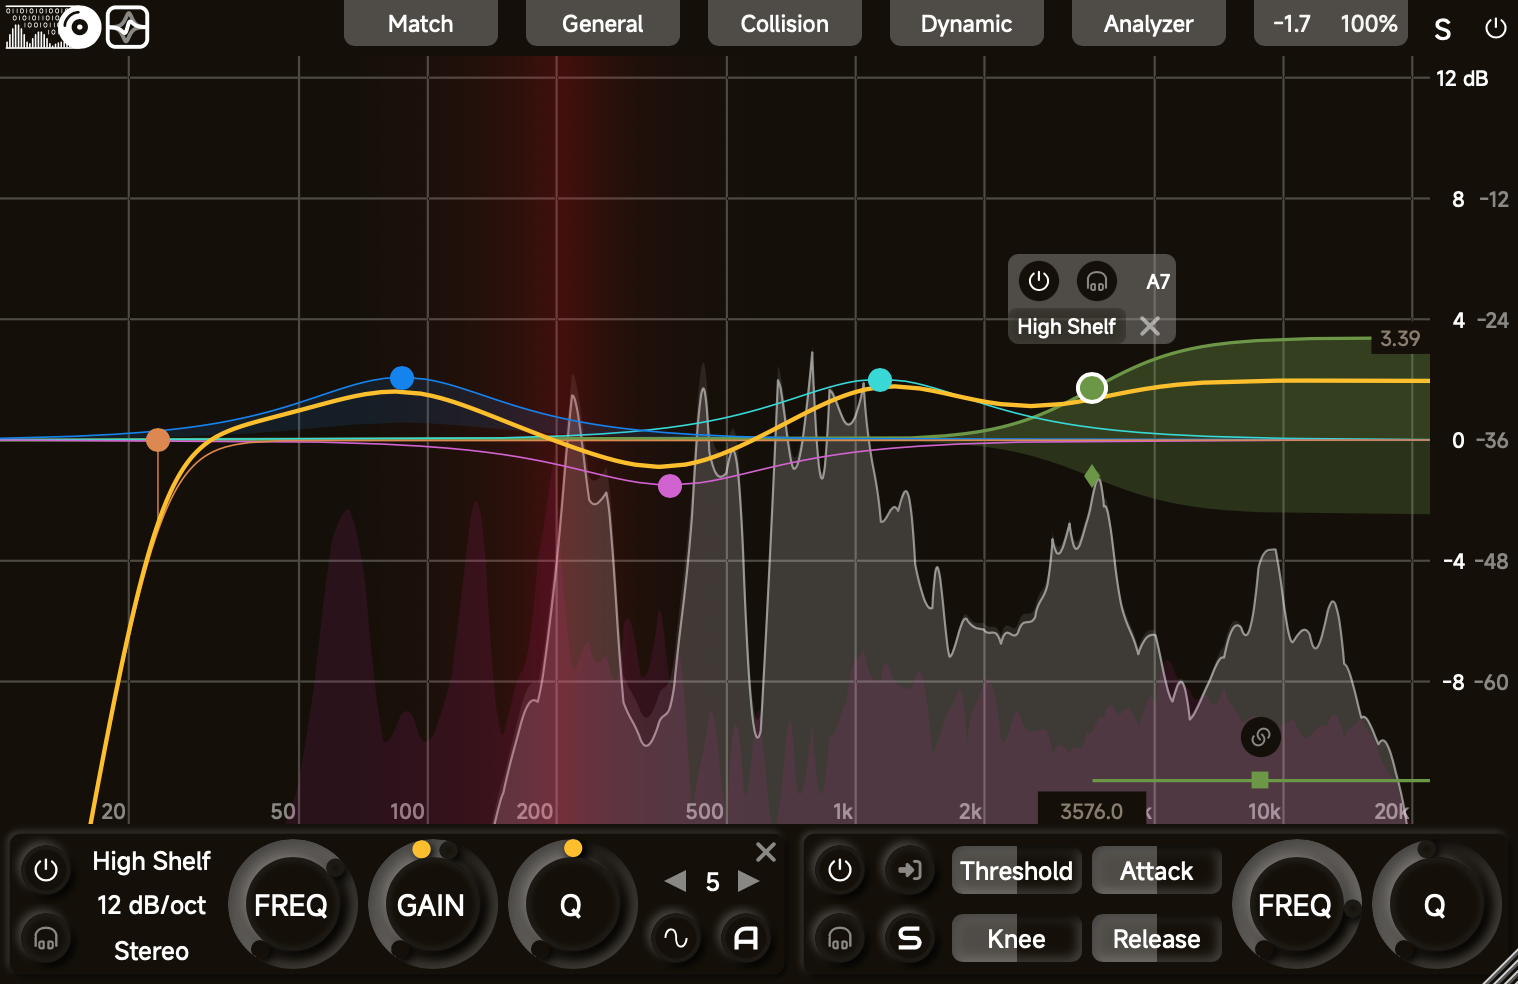 Match
General
Collision
Dynamic
Analyzer
-1.7 100%
S
12 dB
8 -12
A7
High Shelf
4 -24
3.39
0 -36
-4 -48
-8 -60
20 50 100 200 500 1k 2k 3576.0 k 10k 20k
High Shelf
12 dB/oct
Stereo
FREQ
GAIN
Q
5
A
S
Threshold
Attack
Knee
Release
FREQ
Q